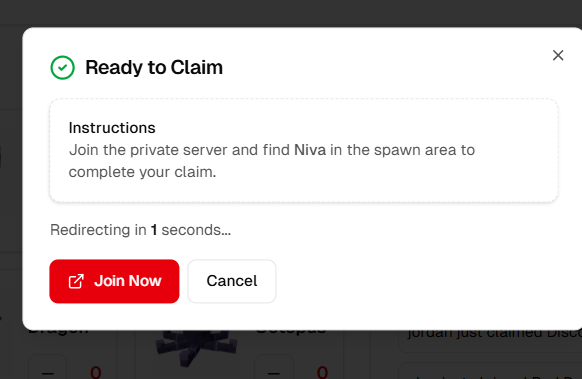 Ready to Claim
Instructions
Join the private server and find Niva in the spawn area to
complete your claim.
Redirecting in 1 seconds...
Join Now
Cancel
Dragon
Octopus
jordan just claimed Disco
0
0